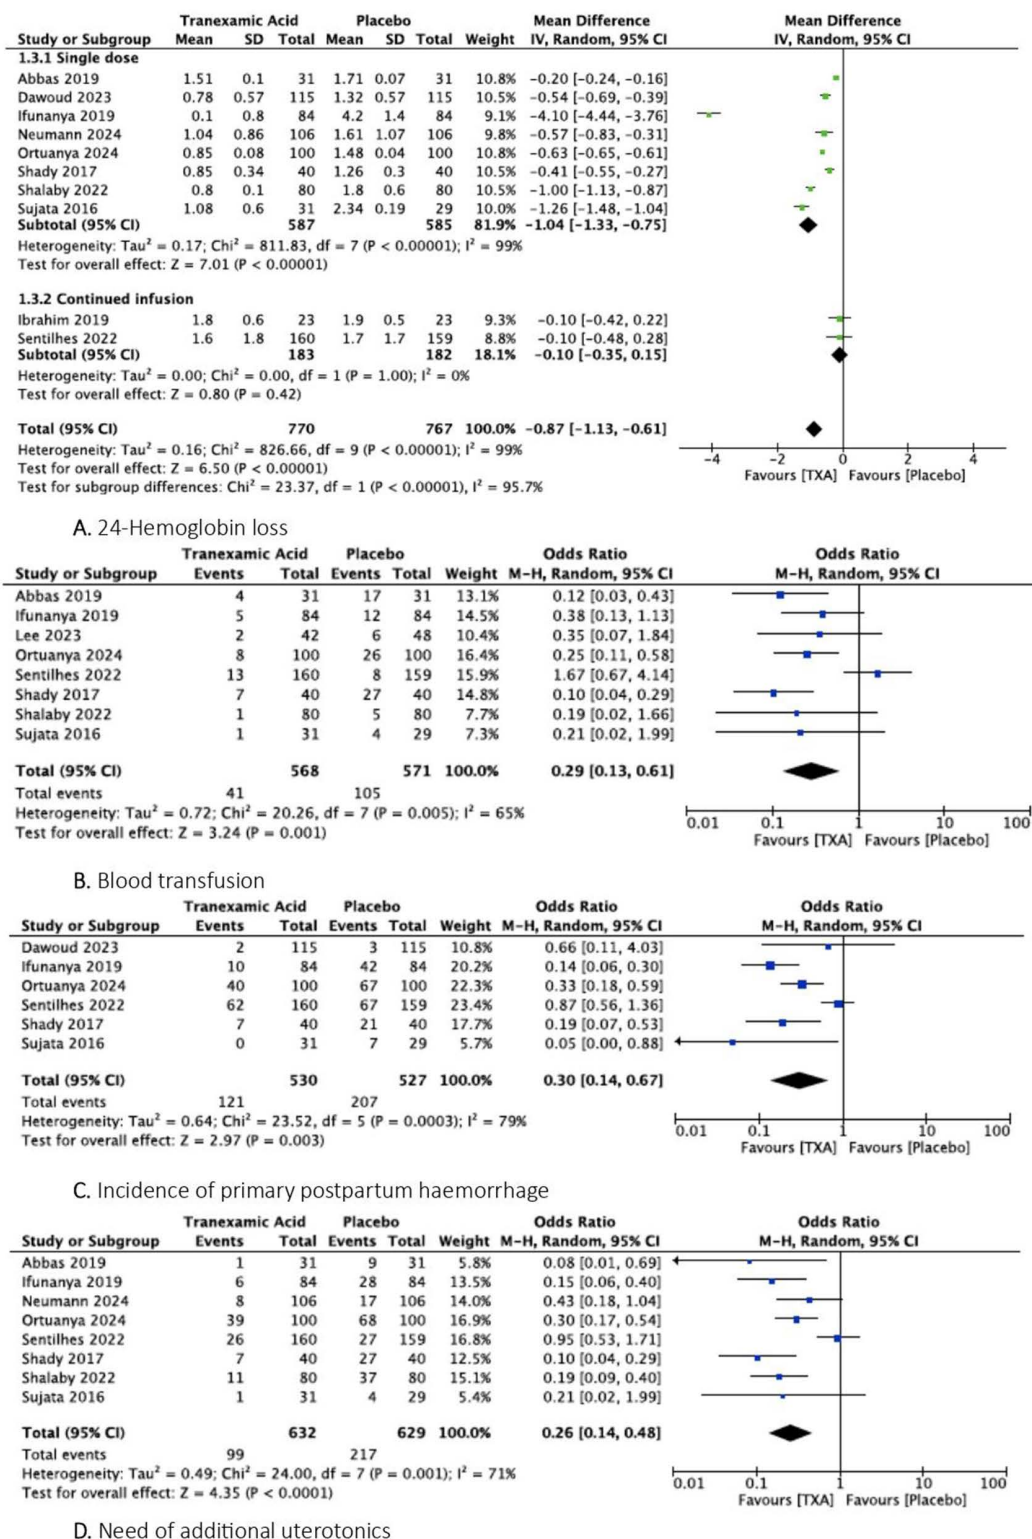 Tranexamic Acid Placebo Mean Difference Mean Difference
Study or Subgroup Mean SD Total Mean SD Total Weight IV, Random, 95% CI IV, Random, 95% CI
1.3.1 Single dose
Abbas 2019 1.51 0.1 31 1.71 0.07 31 10.8% −0.20 [−0.24, −0.16]
Dawoud 2023 0.78 0.57 115 1.32 0.57 115 10.5% −0.54 [−0.69, −0.39]
Ifunanya 2019 0.1 0.8 84 4.2 1.4 84 9.1% −4.10 [−4.44, −3.76]
Neumann 2024 1.04 0.86 106 1.61 1.07 106 9.8% −0.57 [−0.83, −0.31]
Ortuanya 2024 0.85 0.08 100 1.48 0.04 100 10.8% −0.63 [−0.65, −0.61]
Shady 2017 0.85 0.34 40 1.26 0.3 40 10.5% −0.41 [−0.55, −0.27]
Shalaby 2022 0.8 0.1 80 1.8 0.6 80 10.5% −1.00 [−1.13, −0.87]
Sujata 2016 1.08 0.6 31 2.34 0.19 29 10.0% −1.26 [−1.48, −1.04]
Subtotal (95% CI) 587 585 81.9% −1.04 [−1.33, −0.75]
Heterogeneity: Tau² = 0.17; Chi² = 811.83, df = 7 (P < 0.00001); I² = 99%
Test for overall effect: Z = 7.01 (P < 0.00001)
1.3.2 Continued infusion
Ibrahim 2019 1.8 0.6 23 1.9 0.5 23 9.3% −0.10 [−0.42, 0.22]
Sentilhes 2022 1.6 1.8 160 1.7 1.7 159 8.8% −0.10 [−0.48, 0.28]
Subtotal (95% CI) 183 182 18.1% −0.10 [−0.35, 0.15]
Heterogeneity: Tau² = 0.00; Chi² = 0.00, df = 1 (P = 1.00); I² = 0%
Test for overall effect: Z = 0.80 (P = 0.42)
Total (95% CI) 770 767 100.0% −0.87 [−1.13, −0.61]
Heterogeneity: Tau² = 0.16; Chi² = 826.66, df = 9 (P < 0.00001); I² = 99%
−4 −2 0 2 4
Test for overall effect: Z = 6.50 (P < 0.00001)
Favours [TXA] Favours [Placebo]
Test for subgroup differences: Chi² = 23.37, df = 1 (P < 0.00001), I² = 95.7%
A. 24-Hemoglobin loss
Tranexamic Acid Placebo Odds Ratio Odds Ratio
Study or Subgroup Events Total Events Total Weight M−H, Random, 95% CI M−H, Random, 95% CI
Abbas 2019 4 31 17 31 13.1% 0.12 [0.03, 0.43]
Ifunanya 2019 5 84 12 84 14.5% 0.38 [0.13, 1.13]
Lee 2023 2 42 6 48 10.4% 0.35 [0.07, 1.84]
Ortuanya 2024 8 100 26 100 16.4% 0.25 [0.11, 0.58]
Sentilhes 2022 13 160 8 159 15.9% 1.67 [0.67, 4.14]
Shady 2017 7 40 27 40 14.8% 0.10 [0.04, 0.29]
Shalaby 2022 1 80 5 80 7.7% 0.19 [0.02, 1.66]
Sujata 2016 1 31 4 29 7.3% 0.21 [0.02, 1.99]
Total (95% CI) 568 571 100.0% 0.29 [0.13, 0.61]
Total events 41 105
Heterogeneity: Tau² = 0.72; Chi² = 20.26, df = 7 (P = 0.005); I² = 65%
0.01 0.1 1 10 100
Test for overall effect: Z = 3.24 (P = 0.001)
Favours [TXA] Favours [Placebo]
B. Blood transfusion
Tranexamic Acid Placebo Odds Ratio Odds Ratio
Study or Subgroup Events Total Events Total Weight M−H, Random, 95% CI M−H, Random, 95% CI
Dawoud 2023 2 115 3 115 10.8% 0.66 [0.11, 4.03]
Ifunanya 2019 10 84 42 84 20.2% 0.14 [0.06, 0.30]
Ortuanya 2024 40 100 67 100 22.3% 0.33 [0.18, 0.59]
Sentilhes 2022 62 160 67 159 23.4% 0.87 [0.56, 1.36]
Shady 2017 7 40 21 40 17.7% 0.19 [0.07, 0.53]
Sujata 2016 0 31 7 29 5.7% 0.05 [0.00, 0.88]
Total (95% CI) 530 527 100.0% 0.30 [0.14, 0.67]
Total events 121 207
Heterogeneity: Tau² = 0.64; Chi² = 23.52, df = 5 (P = 0.0003); I² = 79%
0.01 0.1 1 10 100
Test for overall effect: Z = 2.97 (P = 0.003)
Favours [TXA] Favours [Placebo]
C. Incidence of primary postpartum haemorrhage
Tranexamic Acid Placebo Odds Ratio Odds Ratio
Study or Subgroup Events Total Events Total Weight M−H, Random, 95% CI M−H, Random, 95% CI
Abbas 2019 1 31 9 31 5.8% 0.08 [0.01, 0.69]
Ifunanya 2019 6 84 28 84 13.5% 0.15 [0.06, 0.40]
Neumann 2024 8 106 17 106 14.0% 0.43 [0.18, 1.04]
Ortuanya 2024 39 100 68 100 16.9% 0.30 [0.17, 0.54]
Sentilhes 2022 26 160 27 159 16.8% 0.95 [0.53, 1.71]
Shady 2017 7 40 27 40 12.5% 0.10 [0.04, 0.29]
Shalaby 2022 11 80 37 80 15.1% 0.19 [0.09, 0.40]
Sujata 2016 1 31 4 29 5.4% 0.21 [0.02, 1.99]
Total (95% CI) 632 629 100.0% 0.26 [0.14, 0.48]
Total events 99 217
Heterogeneity: Tau² = 0.49; Chi² = 24.00, df = 7 (P = 0.001); I² = 71%
0.01 0.1 1 10 100
Test for overall effect: Z = 4.35 (P < 0.0001)
Favours [TXA] Favours [Placebo]
D. Need of additional uterotonics